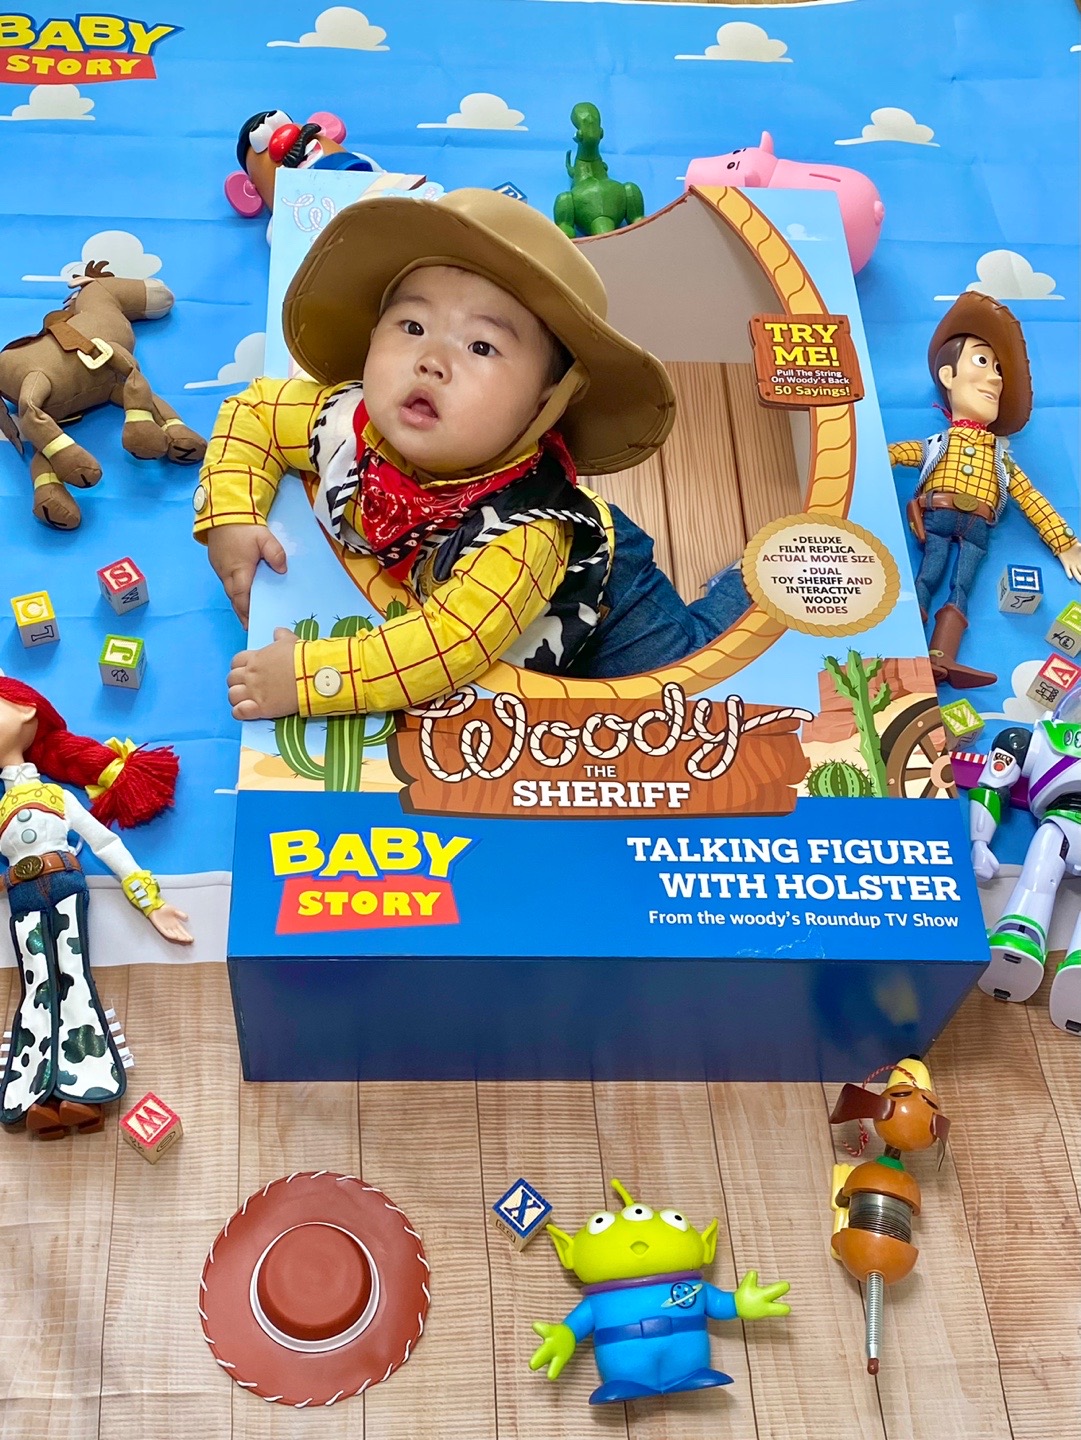 BABY
STORY
TRY
ME!
Pull The String
On Woody's Back
50 Sayings!
• DELUXE
FILM REPLICA
ACTUAL MOVIE SIZE
• DUAL
TOY SHERIFF AND
INTERACTIVE
WOODY
MODES
Woody
THE
SHERIFF
BABY
STORY
TALKING FIGURE
WITH HOLSTER
From the woody's Roundup TV Show
S
C
L
J
H
A
W
X